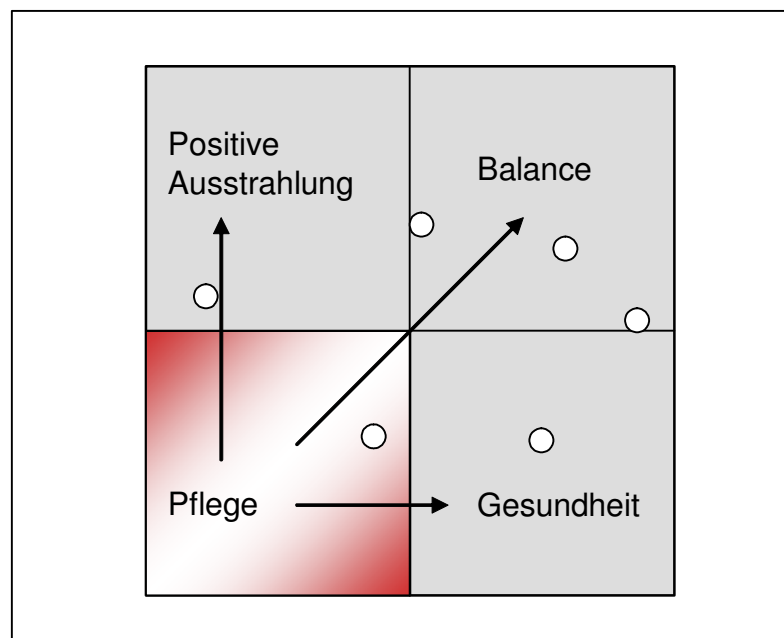 Positive
Ausstrahlung
Balance
Pflege
Gesundheit